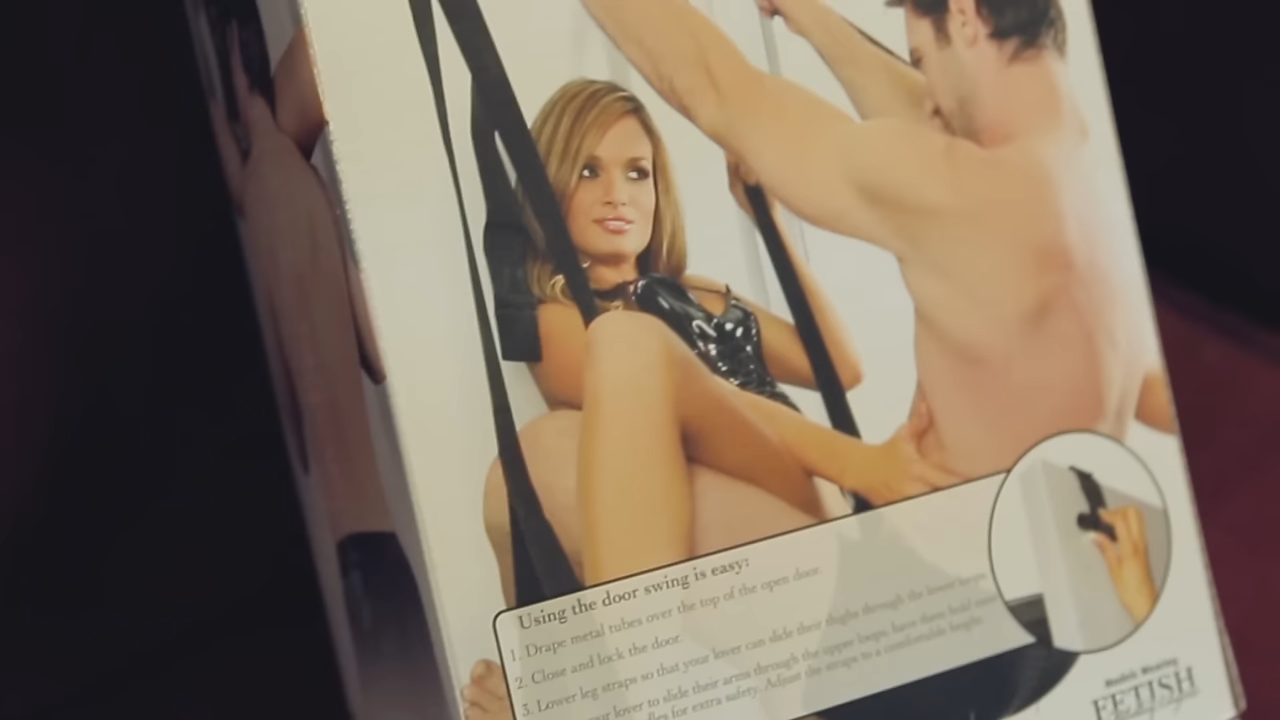 Using the door swing is easy:
1. Drape metal tubes over the top of the open door.
2. Close and lock the door.
3. Lower leg straps so that your lover can slide their thighs through the lower loops.
your lover to slide their arms through the upper loops, have them hold
for extra safety. Adjust the straps to a comfortable height.
FETISH